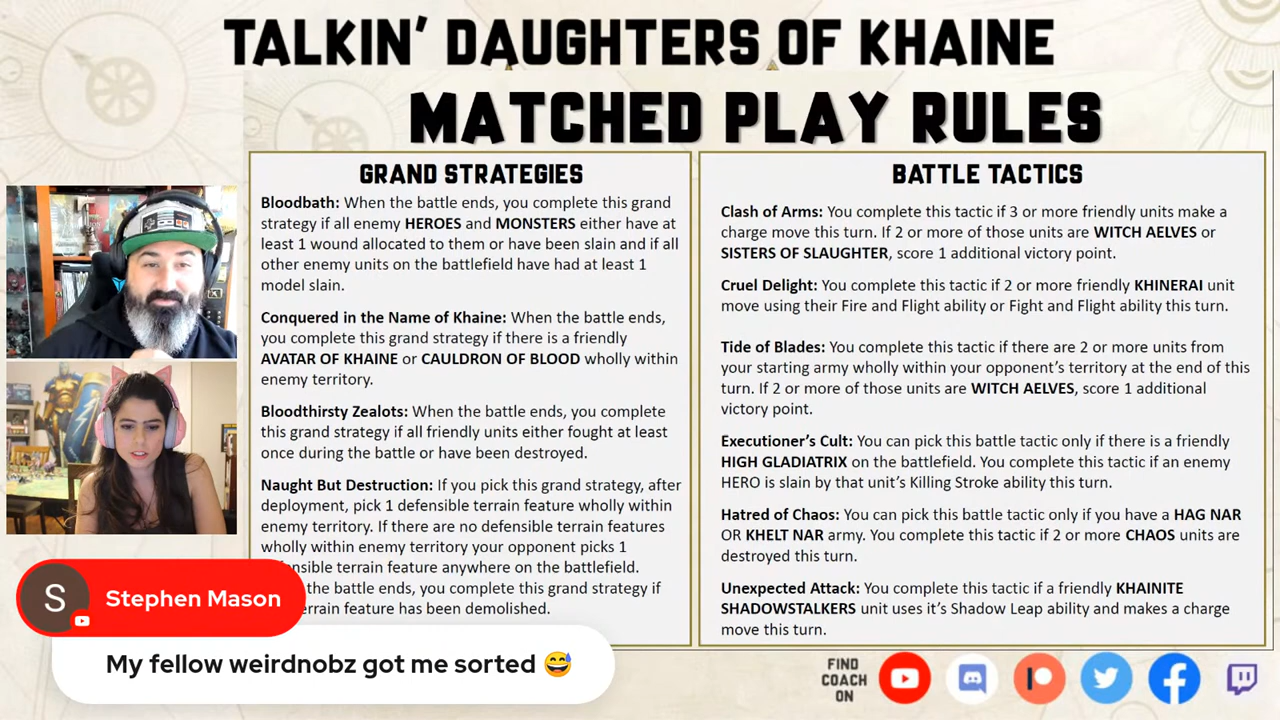 TALKIN' DAUGHTERS OF KHAINE
MATCHED PLAY RULES
GRAND STRATEGIES
Bloodbath: When the battle ends, you complete this grand
strategy if all enemy HEROES and MONSTERS either have at
least 1 wound allocated to them or have been slain and if all
other enemy units on the battlefield have had at least 1
model slain.
Conquered in the Name of Khaine: When the battle ends,
you complete this grand strategy if there is a friendly
AVATAR OF KHAINE or CAULDRON OF BLOOD wholly within
enemy territory.
Bloodthirsty Zealots: When the battle ends, you complete
this grand strategy if all friendly units either fought at least
once during the battle or have been destroyed.
Naught But Destruction: If you pick this grand strategy, after
deployment, pick 1 defensible terrain feature wholly within
enemy territory. If there are no defensible terrain features
wholly within enemy territory your opponent picks 1
terrain feature anywhere on the battlefield.
the battle ends, you complete this grand strategy if
terrain feature has been demolished.
BATTLE TACTICS
Clash of Arms: You complete this tactic if 3 or more friendly units make a
charge move this turn. If 2 or more of those units are WITCH AELVES or
SISTERS OF SLAUGHTER, score 1 additional victory point.
Cruel Delight: You complete this tactic if 2 or more friendly KHINERAI unit
move using their Fire and Flight ability or Fight and Flight ability this turn.
Tide of Blades: You complete this tactic if there are 2 or more units from
your starting army wholly within your opponent's territory at the end of this
turn. If 2 or more of those units are WITCH AELVES, score 1 additional
victory point.
Executioner's Cult: You can pick this battle tactic only if there is a friendly
HIGH GLADIATRIX on the battlefield. You complete this tactic if an enemy
HERO is slain by that unit's Killing Stroke ability this turn.
Hatred of Chaos: You can pick this battle tactic only if you have a HAG NAR
OR KHELT NAR army. You complete this tactic if 2 or more CHAOS units are
destroyed this turn.
Unexpected Attack: You complete this tactic if a friendly KHAINITE
SHADOWSTALKERS unit uses it's Shadow Leap ability and makes a charge
move this turn.
S
Stephen Mason
My fellow weirdnobz got me sorted 😅
FIND
COACH
ON